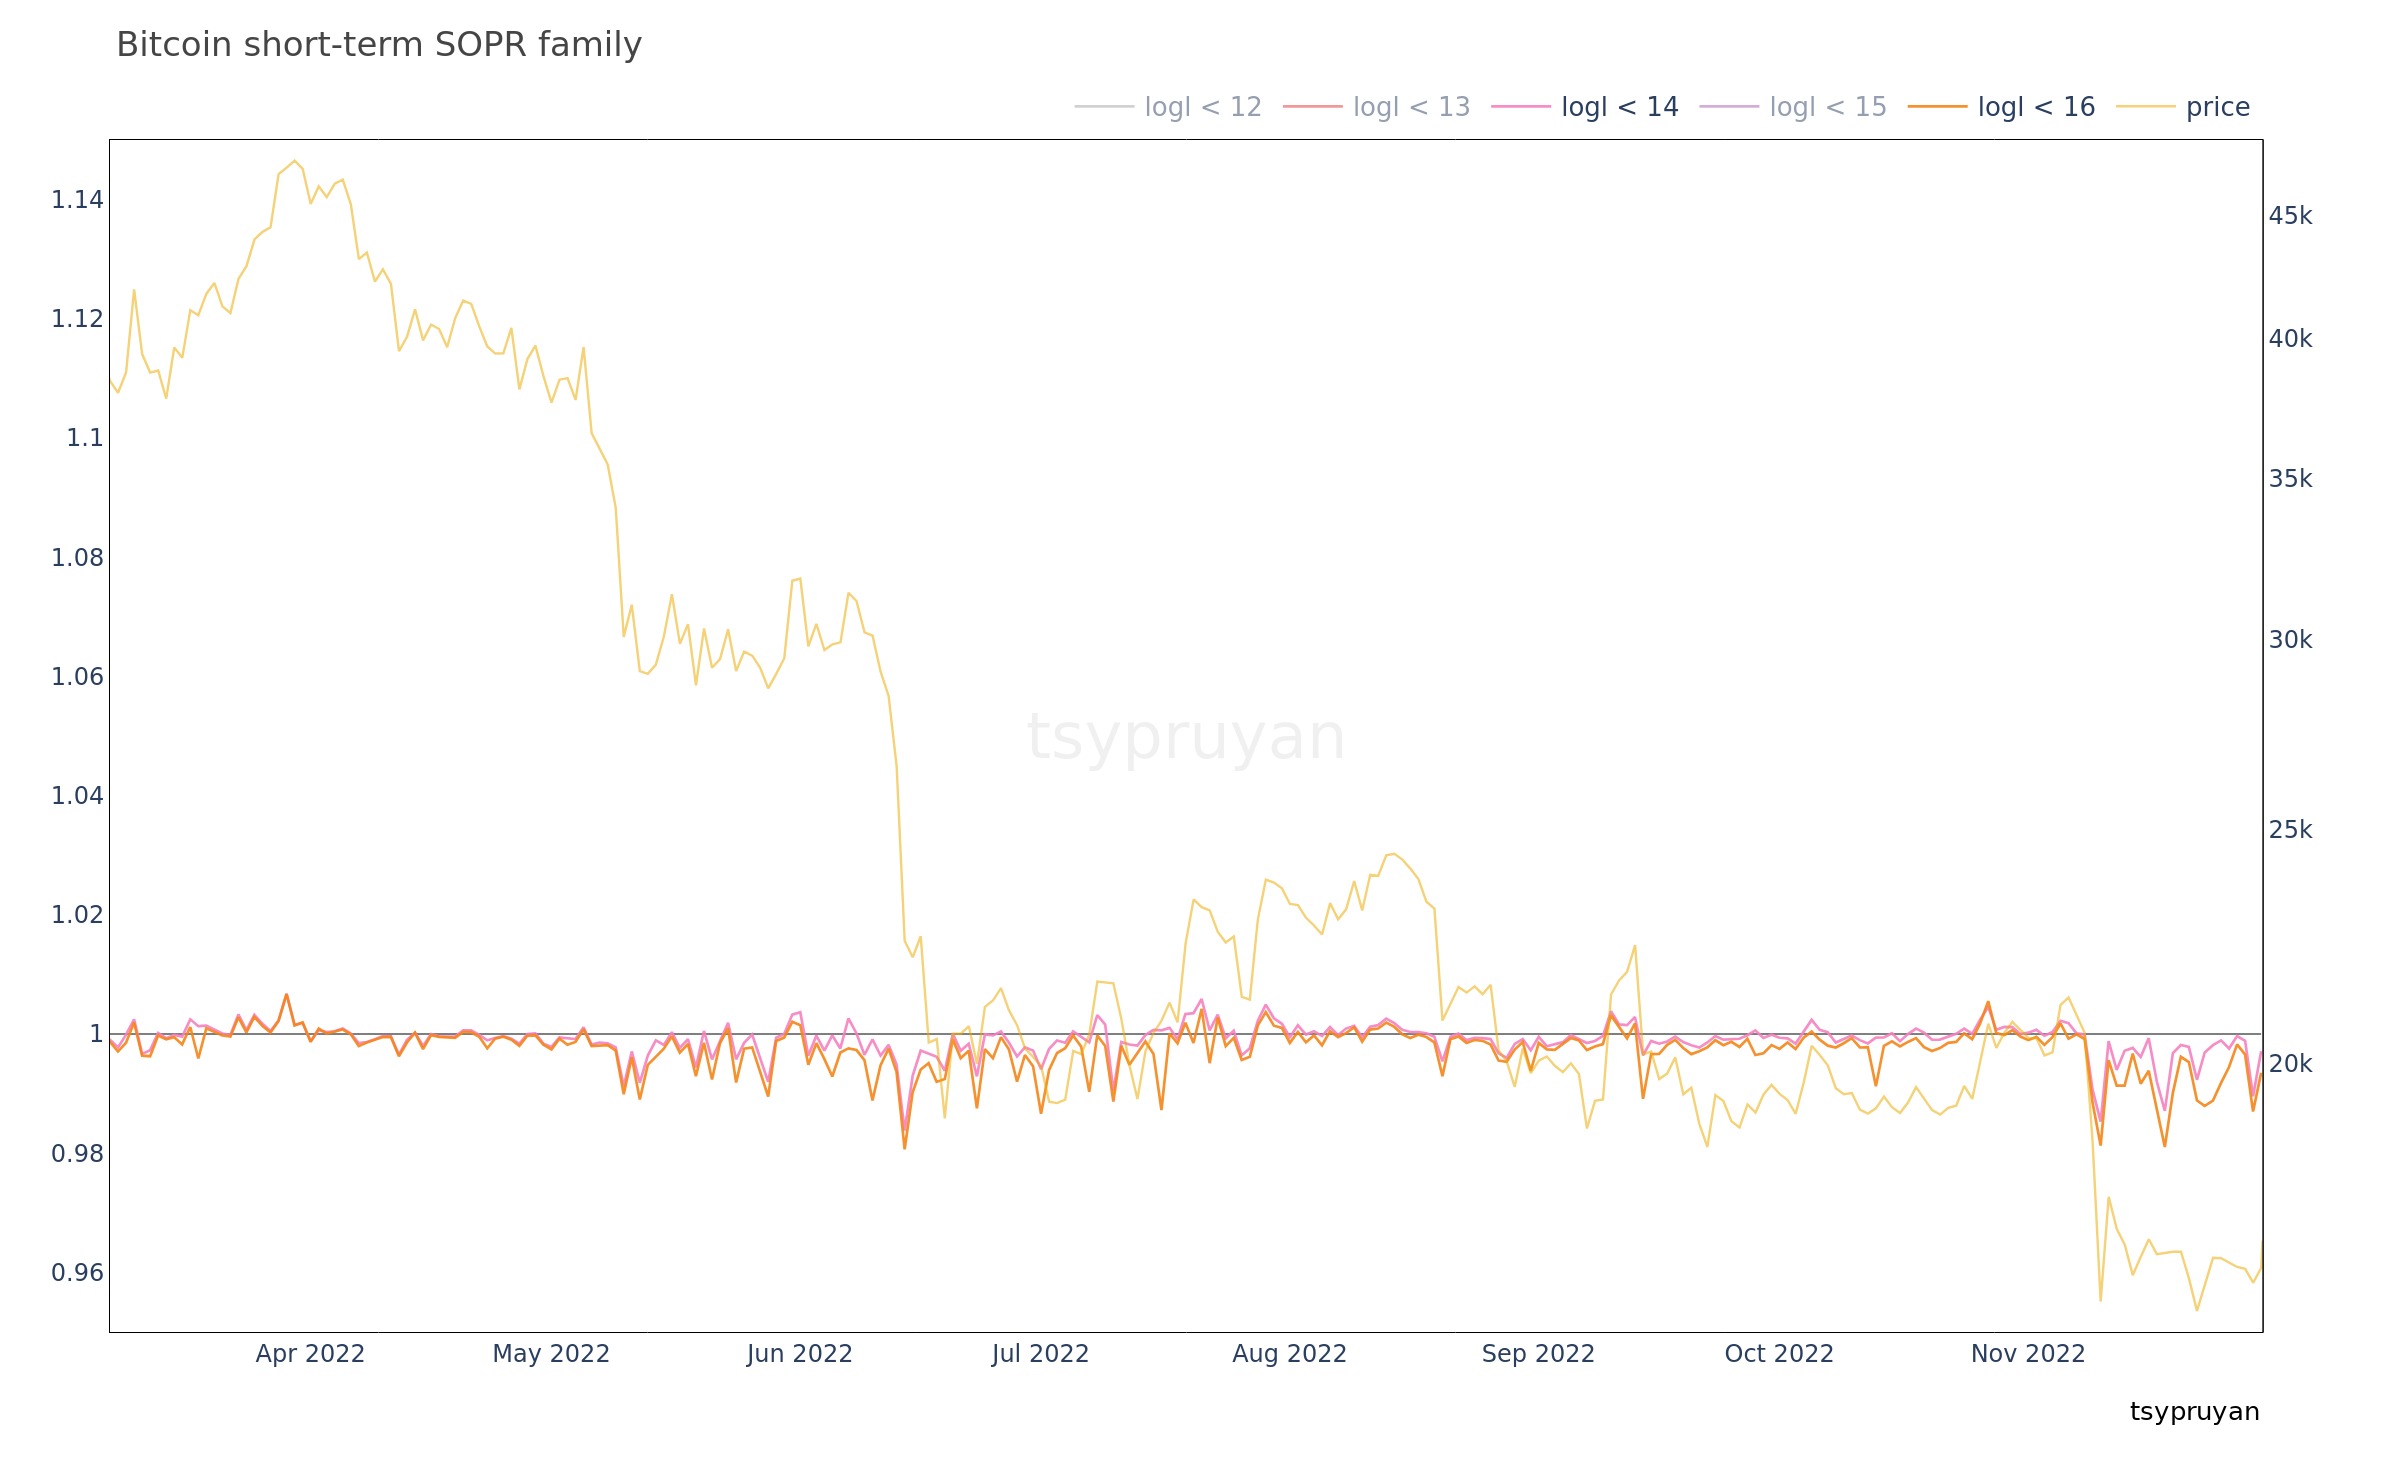 Bitcoin short-term SOPR family
logl < 12 logl < 13 logl < 14 logl < 15 logl < 16 price
1.14
1.12
1.1
1.08
1.06
1.04
1.02
1
0.98
0.96
45k
40k
35k
30k
25k
20k
tsypruyan
Apr 2022 May 2022 Jun 2022 Jul 2022 Aug 2022 Sep 2022 Oct 2022 Nov 2022
tsypruyan